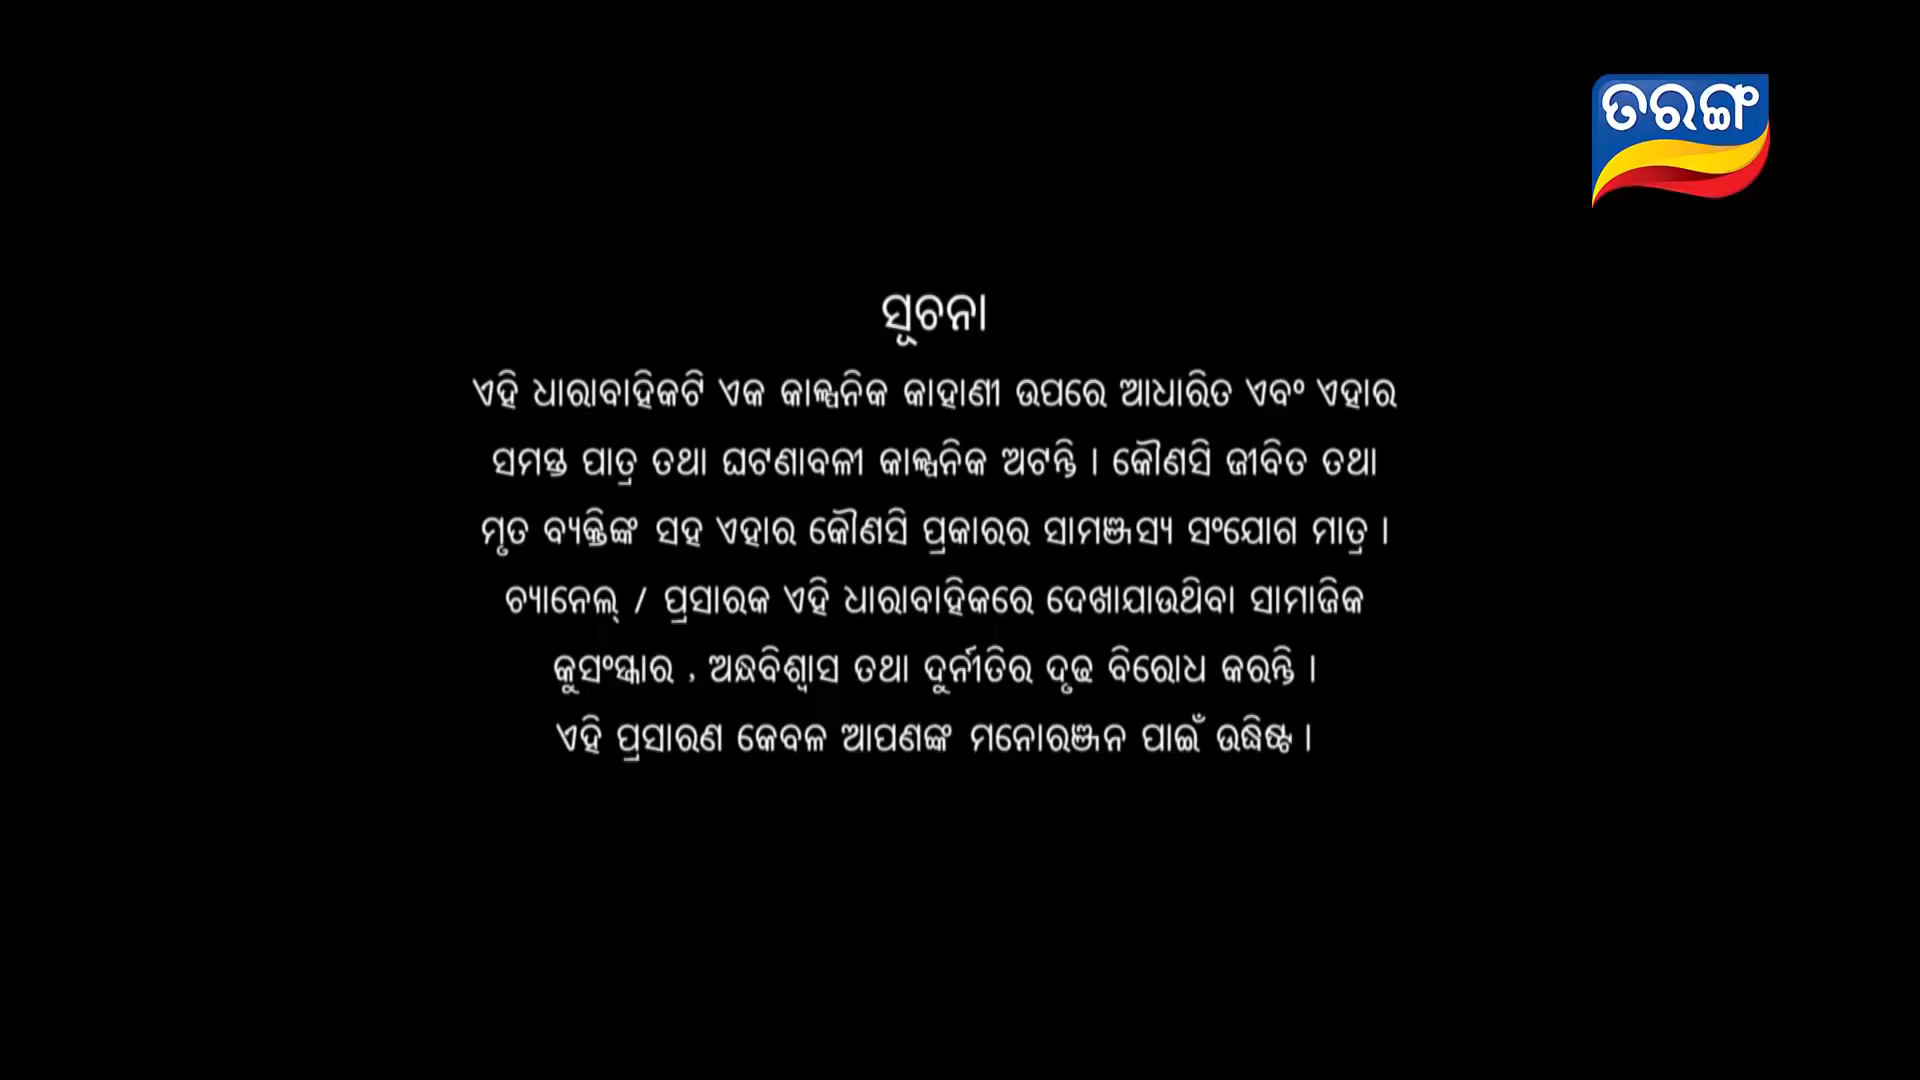 ତରଙ୍ଗ
ସୂଚନା
ଏହି ଧାରାବାହିକଟି ଏକ କାଳ୍ପନିକ କାହାଣୀ ଉପରେ ଆଧାରିତ ଏବଂ ଏହାର
ସମସ୍ତ ପାତ୍ର ତଥା ଘଟଣାବଳୀ କାଳ୍ପନିକ ଅଟନ୍ତି । କୌଣସି ଜୀବିତ ତଥା
ମୃତ ବ୍ୟକ୍ତିଙ୍କ ସହ ଏହାର କୌଣସି ପ୍ରକାରର ସାମଞ୍ଜସ୍ୟ ସଂଯୋଗ ମାତ୍ର ।
ଚ୍ୟାନେଲ୍ / ପ୍ରସାରକ ଏହି ଧାରାବାହିକରେ ଦେଖାଯାଉଥିବା ସାମାଜିକ
କୁସଂସ୍କାର , ଅନ୍ଧବିଶ୍ୱାସ ତଥା ଦୁର୍ନୀତିର ଦୃଢ ବିରୋଧ କରନ୍ତି ।
ଏହି ପ୍ରସାରଣ କେବଳ ଆପଣଙ୍କ ମନୋରଞ୍ଜନ ପାଇଁ ଉଦ୍ଧିଷ୍ଟ ।